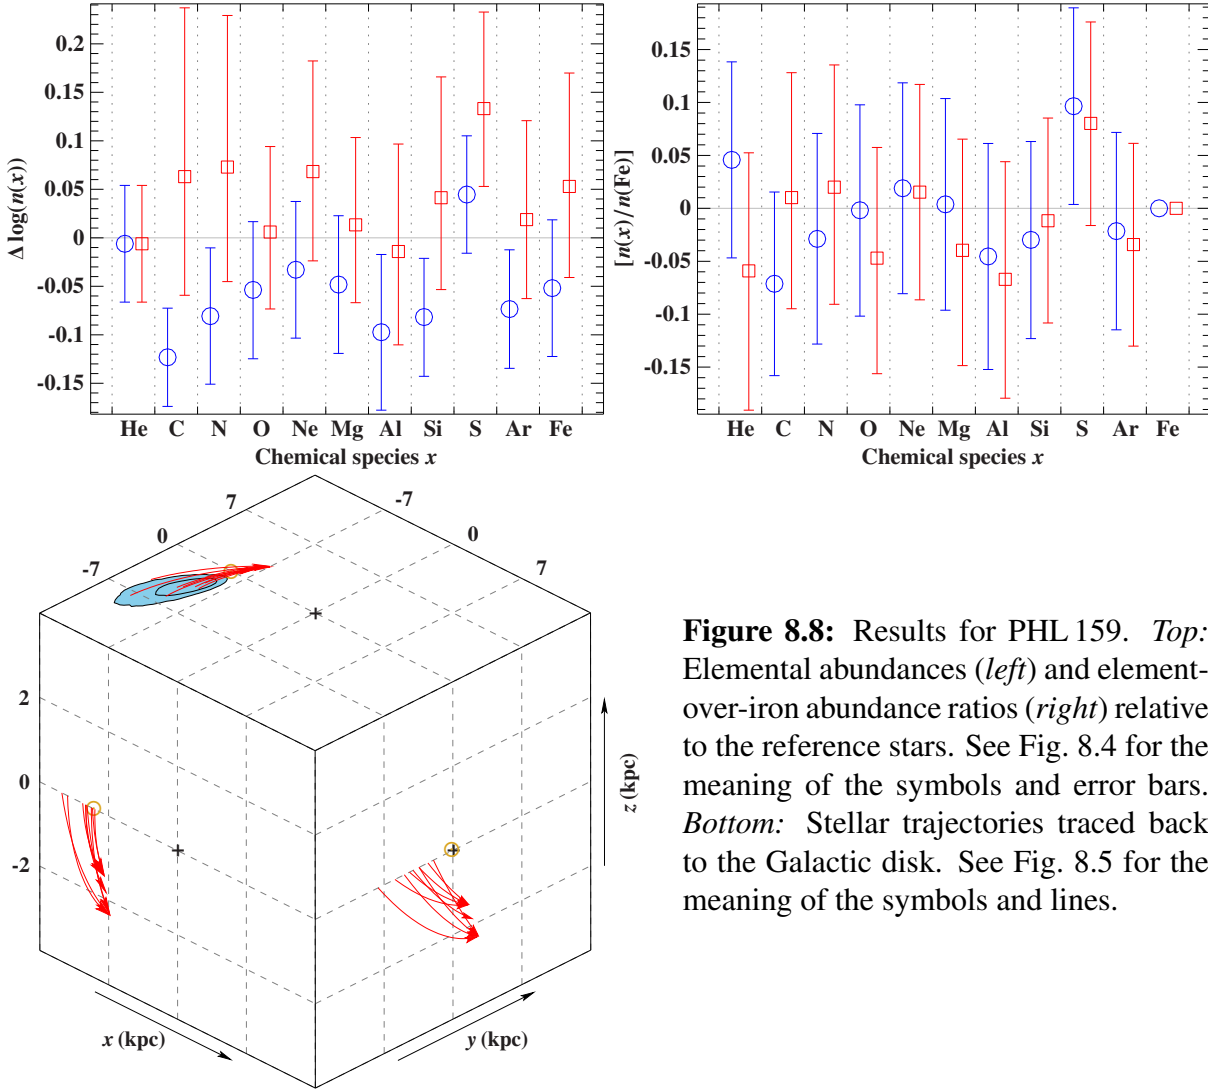 0.2
0.15
0.1
0.05
0
-0.05
-0.1
-0.15
Δ log(n(x))
He C N O Ne Mg Al Si S Ar Fe
Chemical species x
0.15
0.1
0.05
0
-0.05
-0.1
-0.15
[n(x)/n(Fe)]
He C N O Ne Mg Al Si S Ar Fe
Chemical species x
7
0
-7
-7
0
7
2
0
-2
x (kpc)
y (kpc)
z (kpc)
Figure 8.8: Results for PHL 159. Top:
Elemental abundances (left) and element-
over-iron abundance ratios (right) relative
to the reference stars. See Fig. 8.4 for the
meaning of the symbols and error bars.
Bottom: Stellar trajectories traced back
to the Galactic disk. See Fig. 8.5 for the
meaning of the symbols and lines.